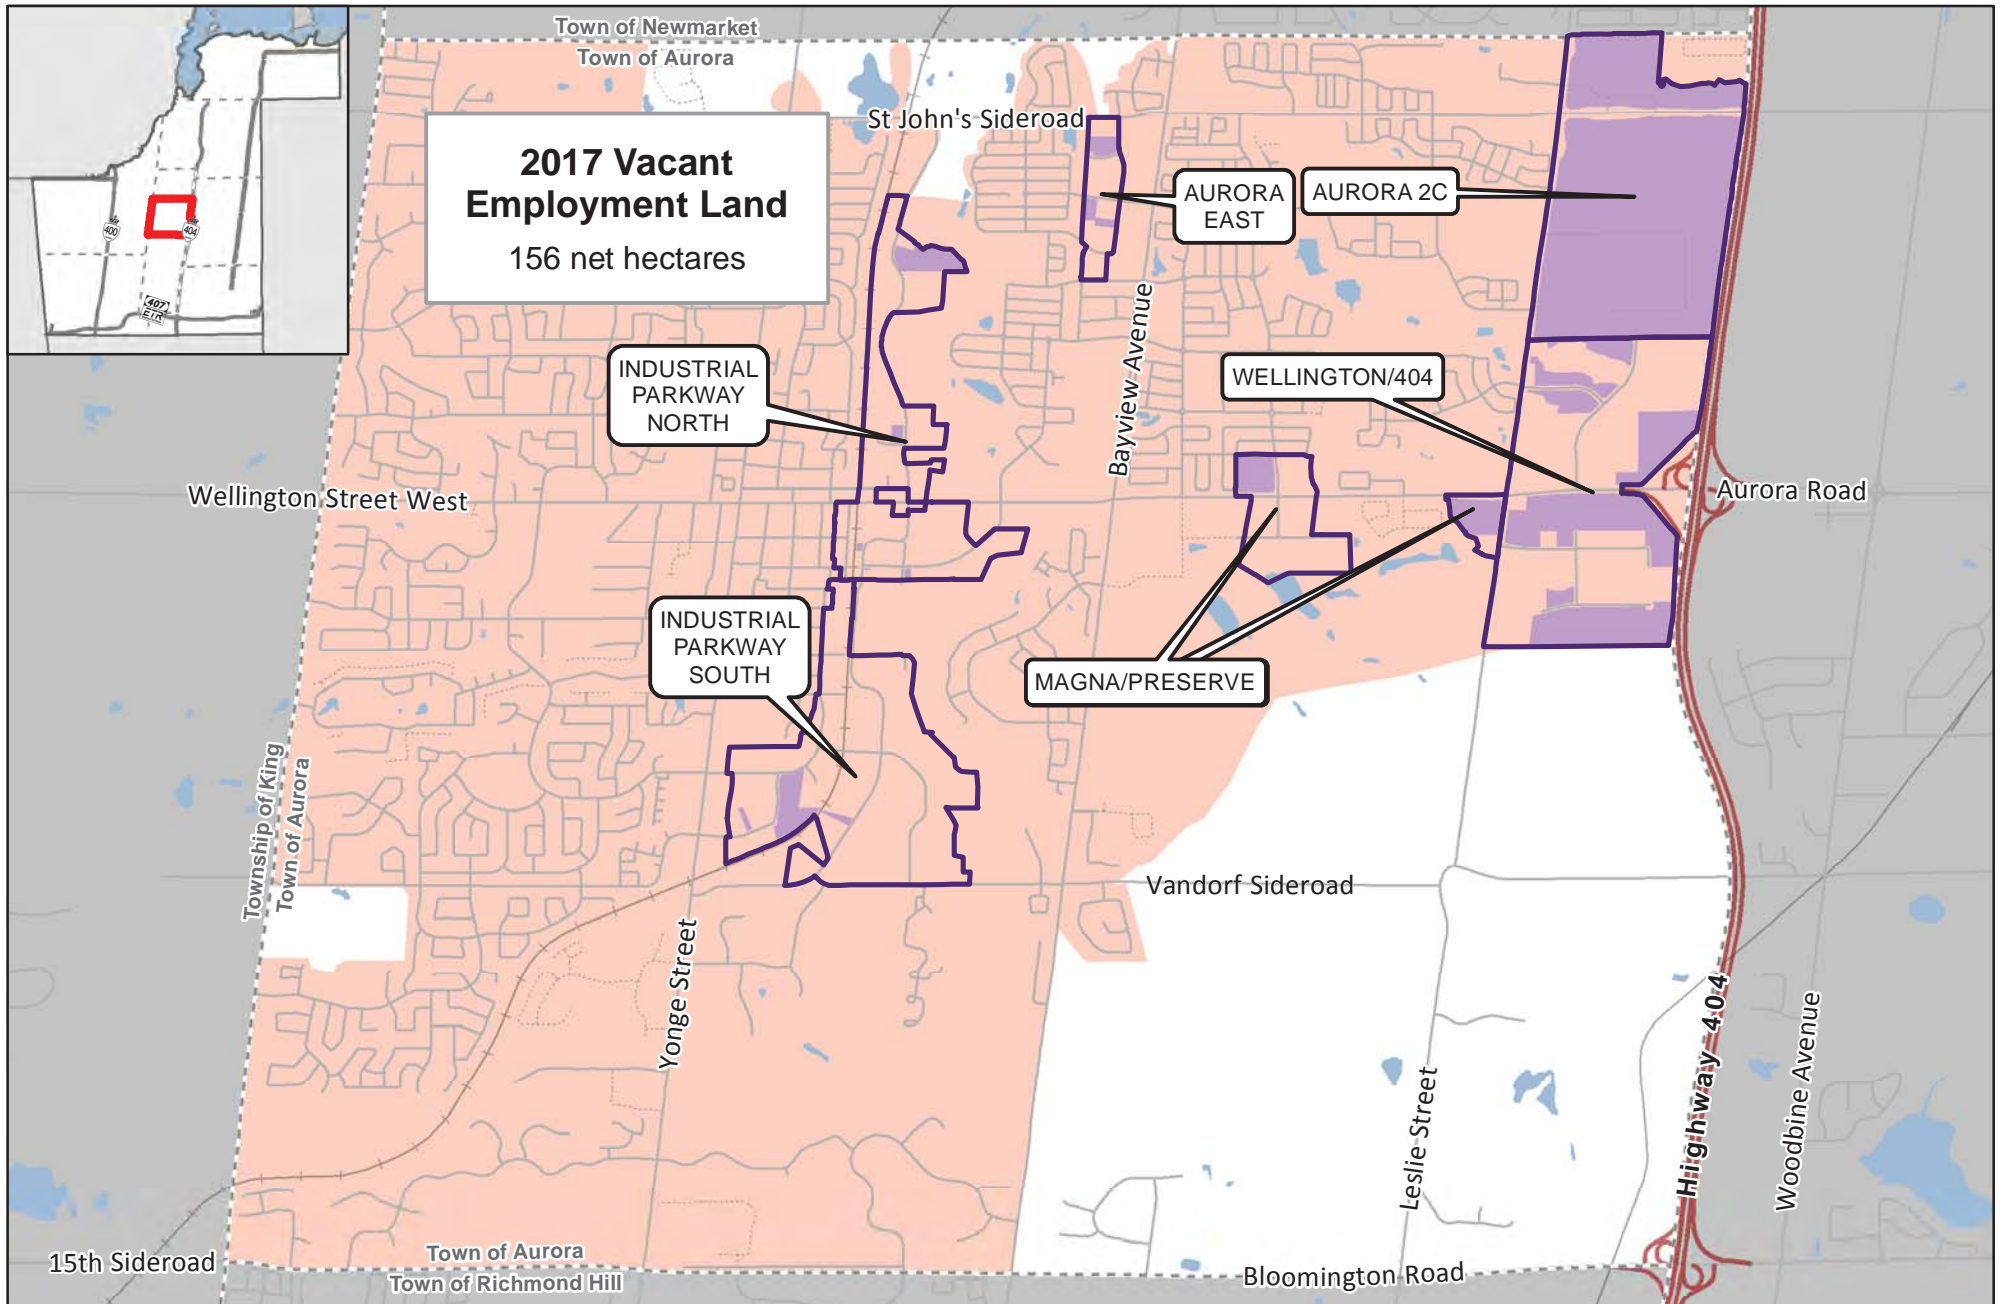 Town of Newmarket
Town of Aurora
2017 Vacant
Employment Land
156 net hectares
400
404
407
ETR
St John's Sideroad
AURORA
EAST
AURORA 2C
INDUSTRIAL
PARKWAY
NORTH
WELLINGTON/404
Bayview Avenue
Wellington Street West
Aurora Road
INDUSTRIAL
PARKWAY
SOUTH
MAGNA/PRESERVE
Township of King
Town of Aurora
Vandorf Sideroad
Yonge Street
Leslie Street
Highway 404
Woodbine Avenue
15th Sideroad
Town of Aurora
Town of Richmond Hill
Bloomington Road